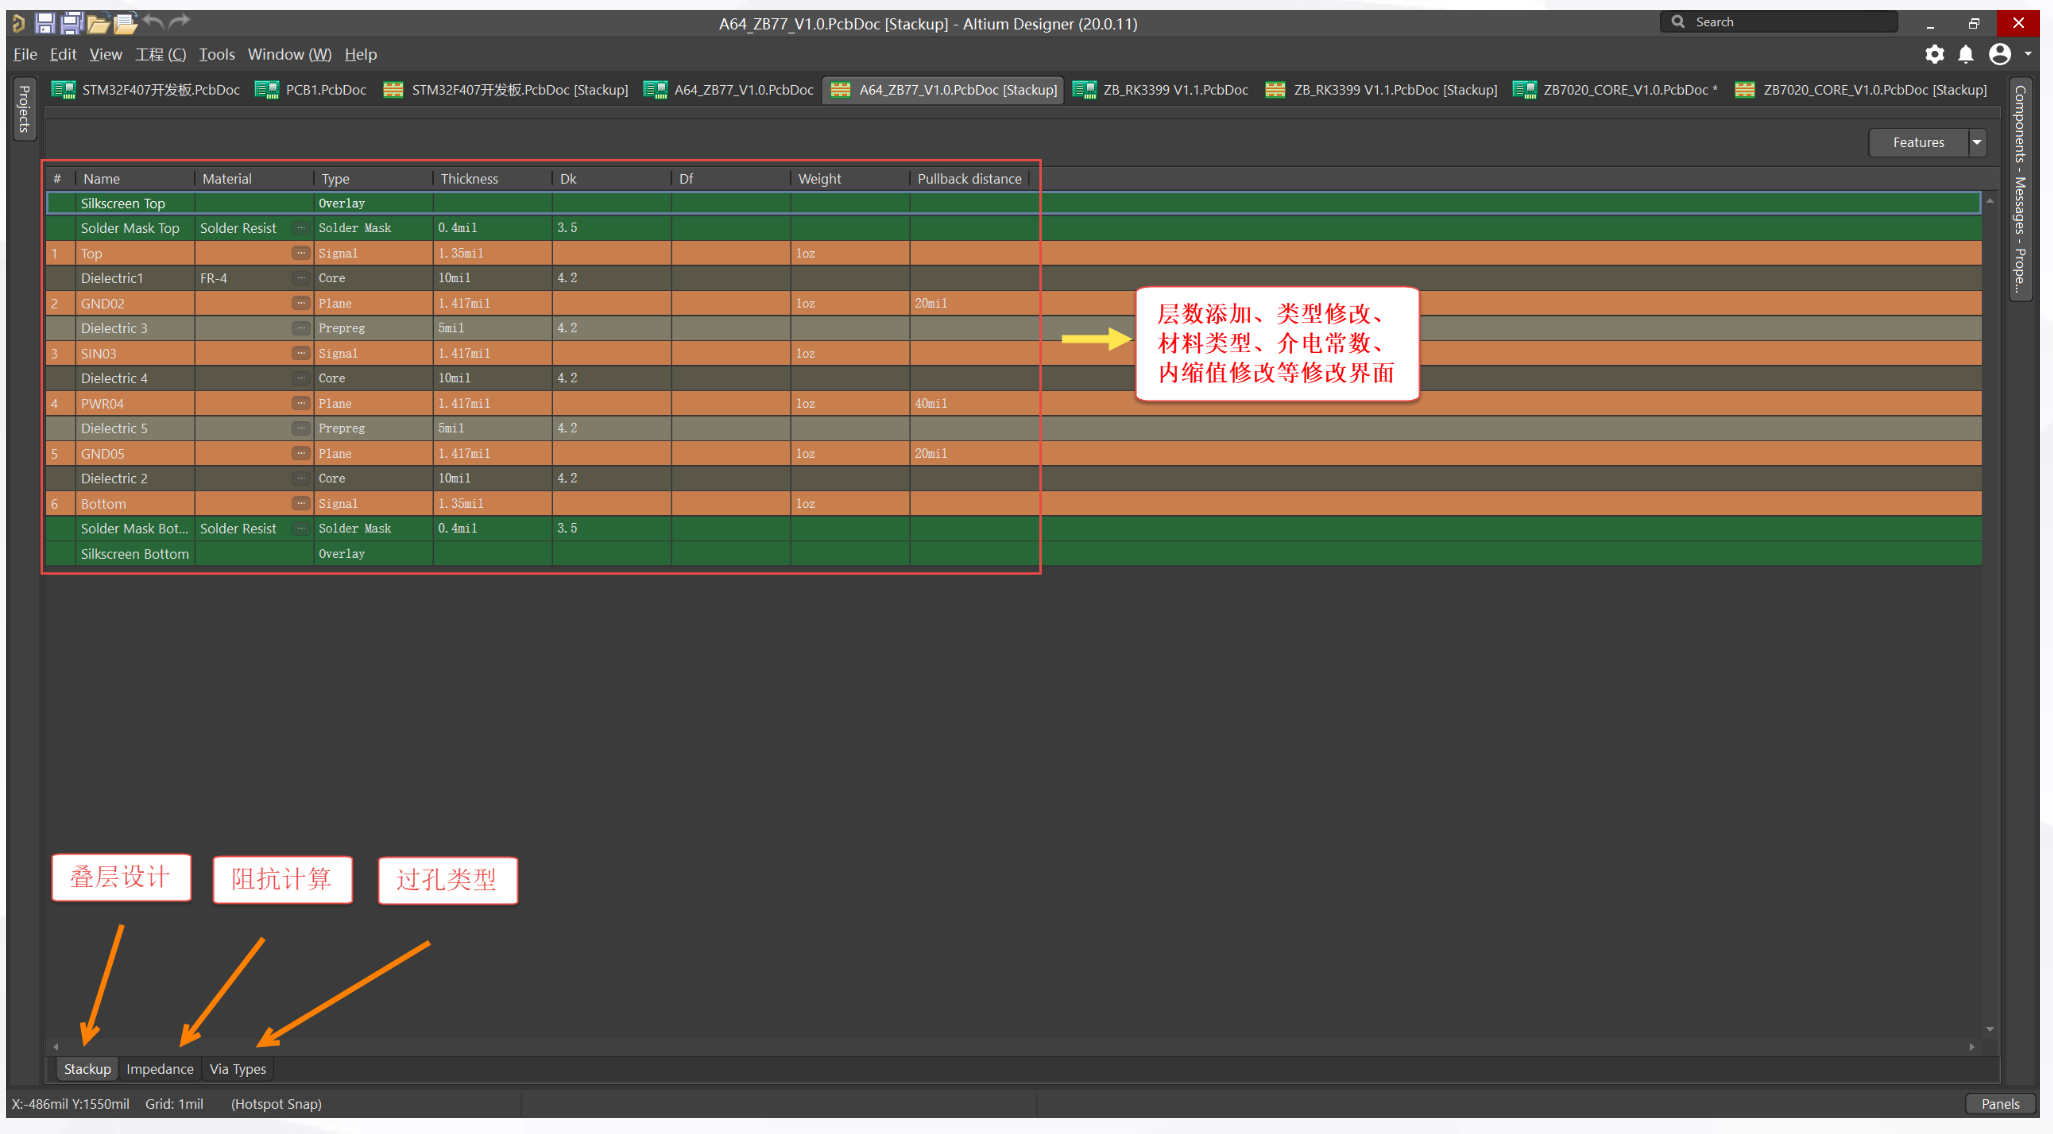 A64_ZB77_V1.0.PcbDoc [Stackup] - Altium Designer (20.0.11)
Search
File Edit View 工程 (C) Tools Window (W) Help
Projects
STM32F407开发板.PcbDoc PCB1.PcbDoc STM32F407开发板.PcbDoc [Stackup] A64_ZB77_V1.0.PcbDoc A64_ZB77_V1.0.PcbDoc [Stackup] ZB_RK3399 V1.1.PcbDoc ZB_RK3399 V1.1.PcbDoc [Stackup] ZB7020_CORE_V1.0.PcbDoc * ZB7020_CORE_V1.0.PcbDoc [Stackup]
Components - Messages - Prope...
Features
# Name Material Type Thickness Dk Df Weight Pullback distance
Silkscreen Top Overlay
Solder Mask Top Solder Resist ... Solder Mask 0.4mil 3.5
1 Top ... Signal 1.35mil 1oz
Dielectric1 FR-4 ... Core 10mil 4.2
2 GND02 ... Plane 1.417mil 1oz 20mil
Dielectric 3 ... Prepreg 5mil 4.2
3 SIN03 ... Signal 1.417mil 1oz
Dielectric 4 ... Core 10mil 4.2
4 PWR04 ... Plane 1.417mil 1oz 40mil
Dielectric 5 ... Prepreg 5mil 4.2
5 GND05 ... Plane 1.417mil 1oz 20mil
Dielectric 2 ... Core 10mil 4.2
6 Bottom ... Signal 1.35mil 1oz
Solder Mask Bot... Solder Resist ... Solder Mask 0.4mil 3.5
Silkscreen Bottom Overlay
层数添加、类型修改、
材料类型、介电常数、
内缩值修改等修改界面
叠层设计 阻抗计算 过孔类型
Stackup Impedance Via Types
X:-486mil Y:1550mil Grid: 1mil (Hotspot Snap)
Panels